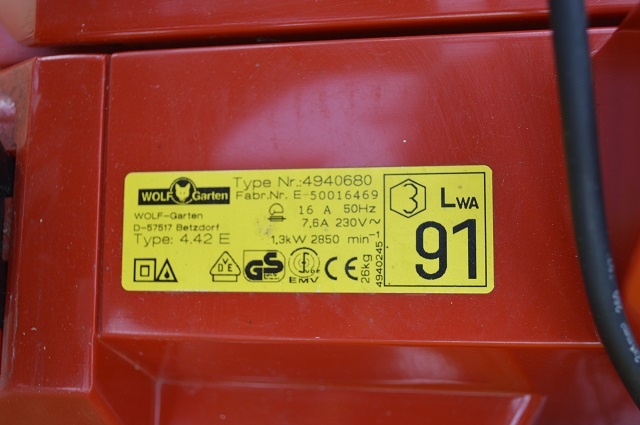 WOLF Garten
Type Nr.:4940680
Fabr.Nr. E-50016469
16 A 50Hz
7,6A 230V~
1,3kW 2850 min⁻¹
WOLF-Garten
D-57517 Betzdorf
Type: 4.42 E
VDE
GS
EMV
CE
26kg
4940245
3
LWA
91